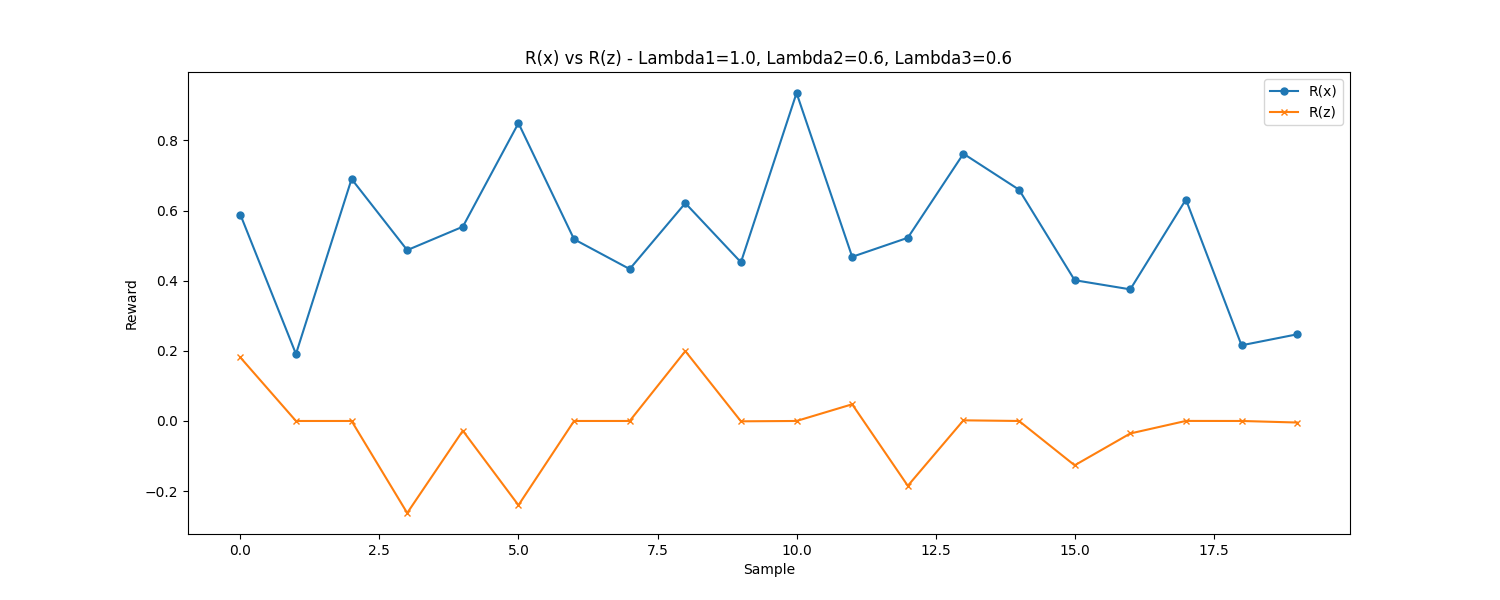 R(x) vs R(z) - Lambda1=1.0, Lambda2=0.6, Lambda3=0.6
R(x)
R(z)
0.8
0.6
0.4
0.2
0.0
−0.2
Reward
0.0 2.5 5.0 7.5 10.0 12.5 15.0 17.5
Sample